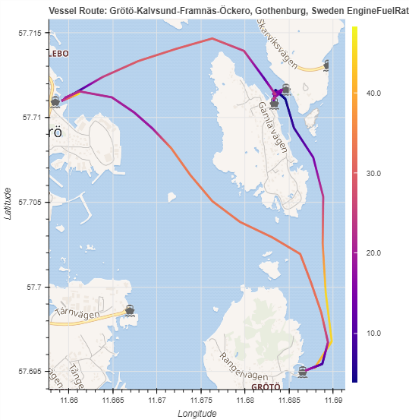 Vessel Route: Grötö-Kalvsund-Framnäs-Öckero, Gothenburg, Sweden EngineFuelRat
57.715
57.71
57.705
57.7
57.695
Latitude
LEBO
rö
Skarviksvägen
Gamla vägen
Tärnvägen
Tånge
Rangelvägen
GRÖTÖ
11.66
11.665
11.67
11.675
11.68
11.685
11.69
Longitude
40.0
30.0
20.0
10.0